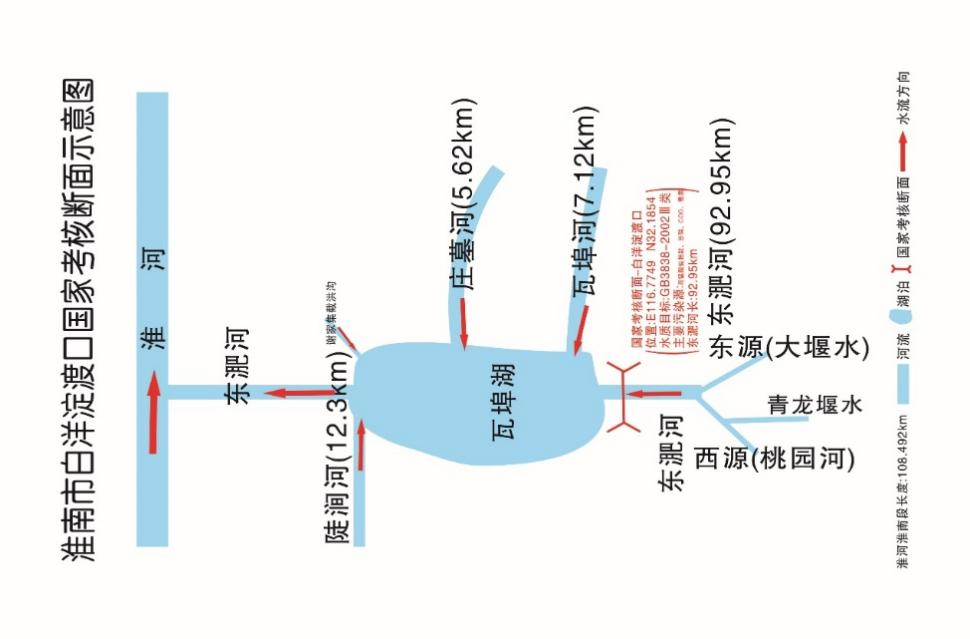 淮南市白洋淀渡口国家考核断面示意图
淮 河
东淝河
谢家集截洪沟
陡涧河(12.3km)
庄墓河(5.62km)
瓦埠湖
瓦埠河(7.12km)
国家考核断面-白洋淀渡口
位置:E116.7749 N32.1854
水质目标:GB3838-2002Ⅲ类
主要污染源:
东淝河长:92.95km
东淝河(92.95km)
东淝河
东源(大堰水)
青龙堰水
西源(桃园河)
淮河淮南段长度:108.492km 河流 湖泊 国家考核断面 水流方向